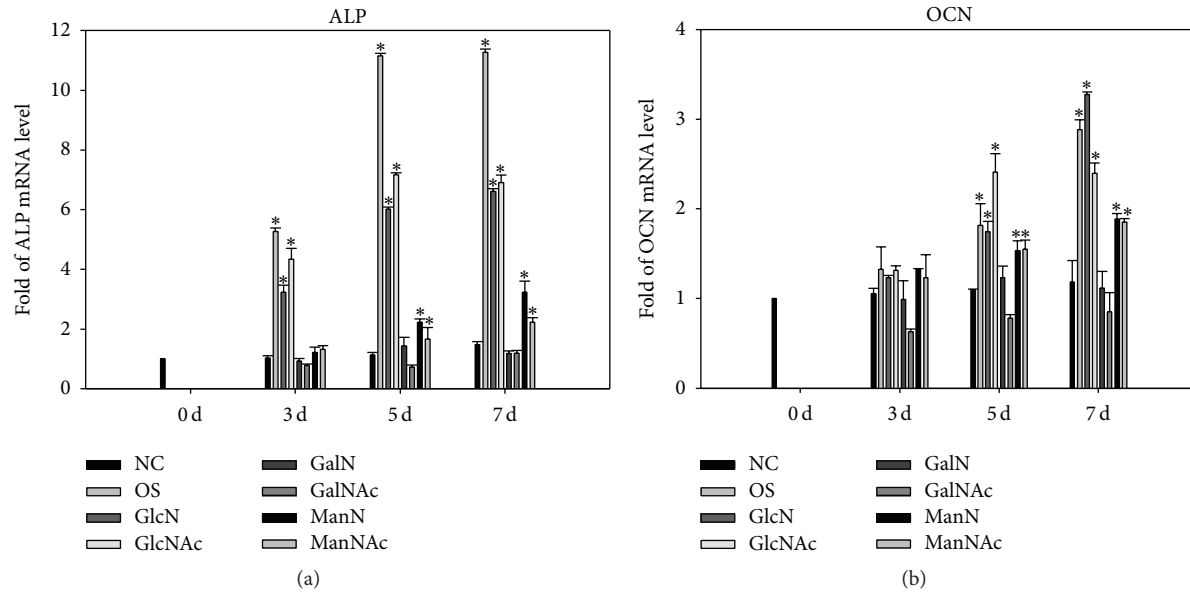 ALP
Fold of ALP mRNA level
12
10
8
6
4
2
0
* * * * * * * * * * * * *
0 d 3 d 5 d 7 d
NC
OS
GlcN
GlcNAc
GalN
GalNAc
ManN
ManNAc
(a)
OCN
Fold of OCN mRNA level
4
3
2
1
0
* * * ** * * * * *
0 d 3 d 5 d 7 d
NC
OS
GlcN
GlcNAc
GalN
GalNAc
ManN
ManNAc
(b)